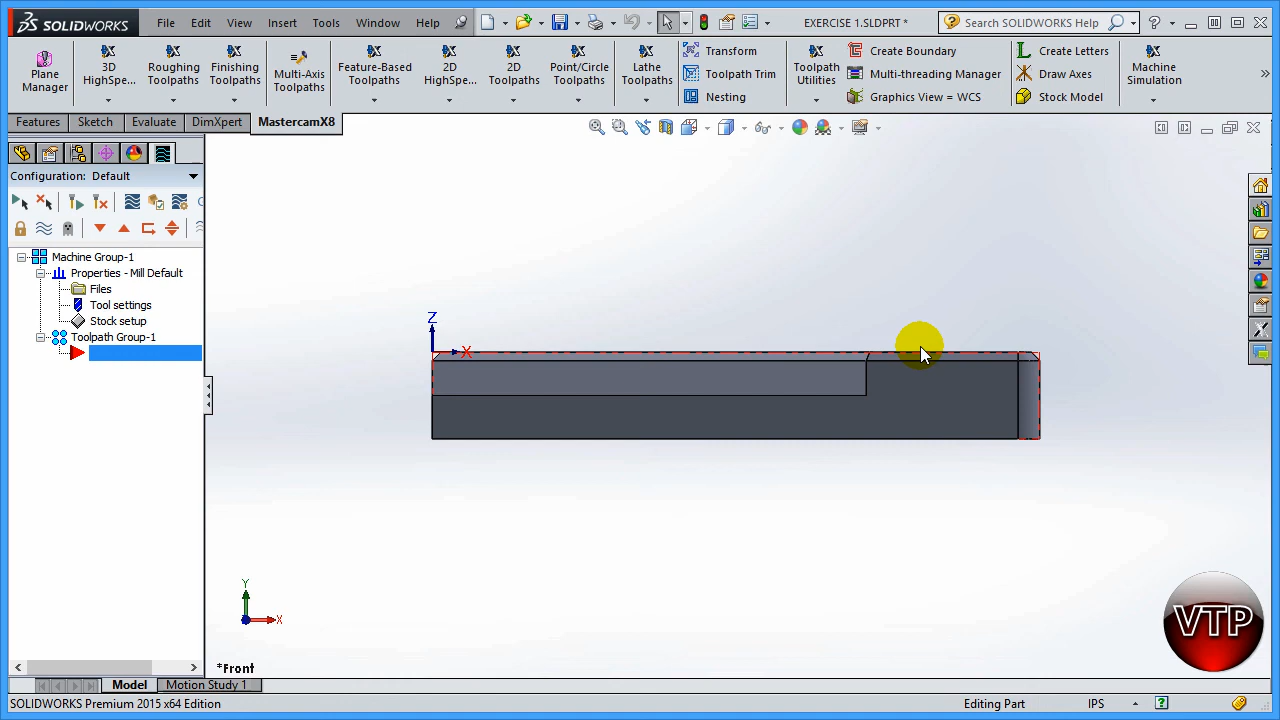 SOLIDWORKS File Edit View Insert Tools Window Help EXERCISE 1.SLDPRT * Search SOLIDWORKS Help
Plane Manager
3D HighSpe...
Roughing Toolpaths
Finishing Toolpaths
Multi-Axis Toolpaths
Feature-Based Toolpaths
2D HighSpe...
2D Toolpaths
Point/Circle Toolpaths
Lathe Toolpaths
Transform
Toolpath Trim
Nesting
Toolpath Utilities
Create Boundary
Multi-threading Manager
Graphics View = WCS
Create Letters
Draw Axes
Stock Model
Machine Simulation
Features Sketch Evaluate DimXpert MastercamX8
Configuration: Default
Machine Group-1
Properties - Mill Default
Files
Tool settings
Stock setup
Toolpath Group-1
Z
X
Y
X
*Front
VTP
Model Motion Study 1
SOLIDWORKS Premium 2015 x64 Edition Editing Part IPS